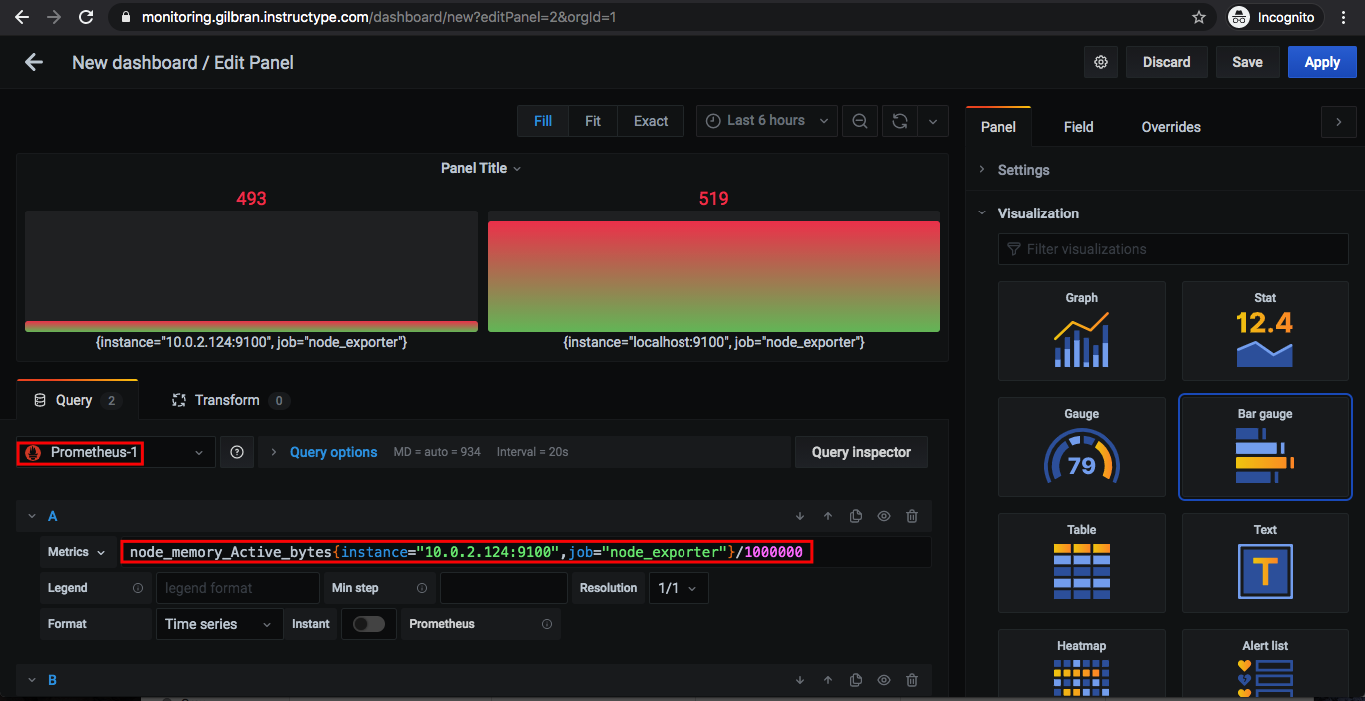 monitoring.gilbran.instructype.com/dashboard/new?editPanel=2&orgId=1
Incognito
New dashboard / Edit Panel
Discard
Save
Apply
Fill
Fit
Exact
Last 6 hours
Panel
Field
Overrides
Panel Title
493
519
{instance="10.0.2.124:9100", job="node_exporter"}
{instance="localhost:9100", job="node_exporter"}
Settings
Visualization
Filter visualizations
Graph
Stat
12.4
Gauge
79
Bar gauge
Table
Text
T
Heatmap
Alert list
Query 2
Transform 0
Prometheus-1
Query options
MD = auto = 934
Interval = 20s
Query inspector
A
Metrics
node_memory_Active_bytes{instance="10.0.2.124:9100",job="node_exporter"}/1000000
Legend
legend format
Min step
Resolution
1/1
Format
Time series
Instant
Prometheus
B